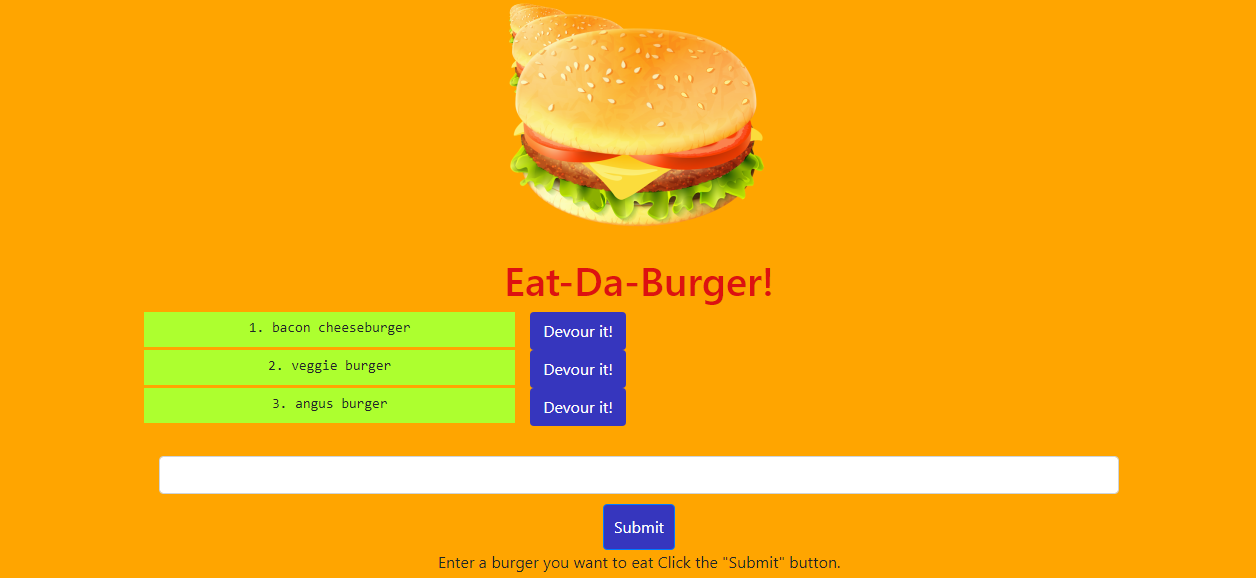 Eat-Da-Burger!
1. bacon cheeseburger Devour it!
2. veggie burger Devour it!
3. angus burger Devour it!
Submit
Enter a burger you want to eat Click the "Submit" button.